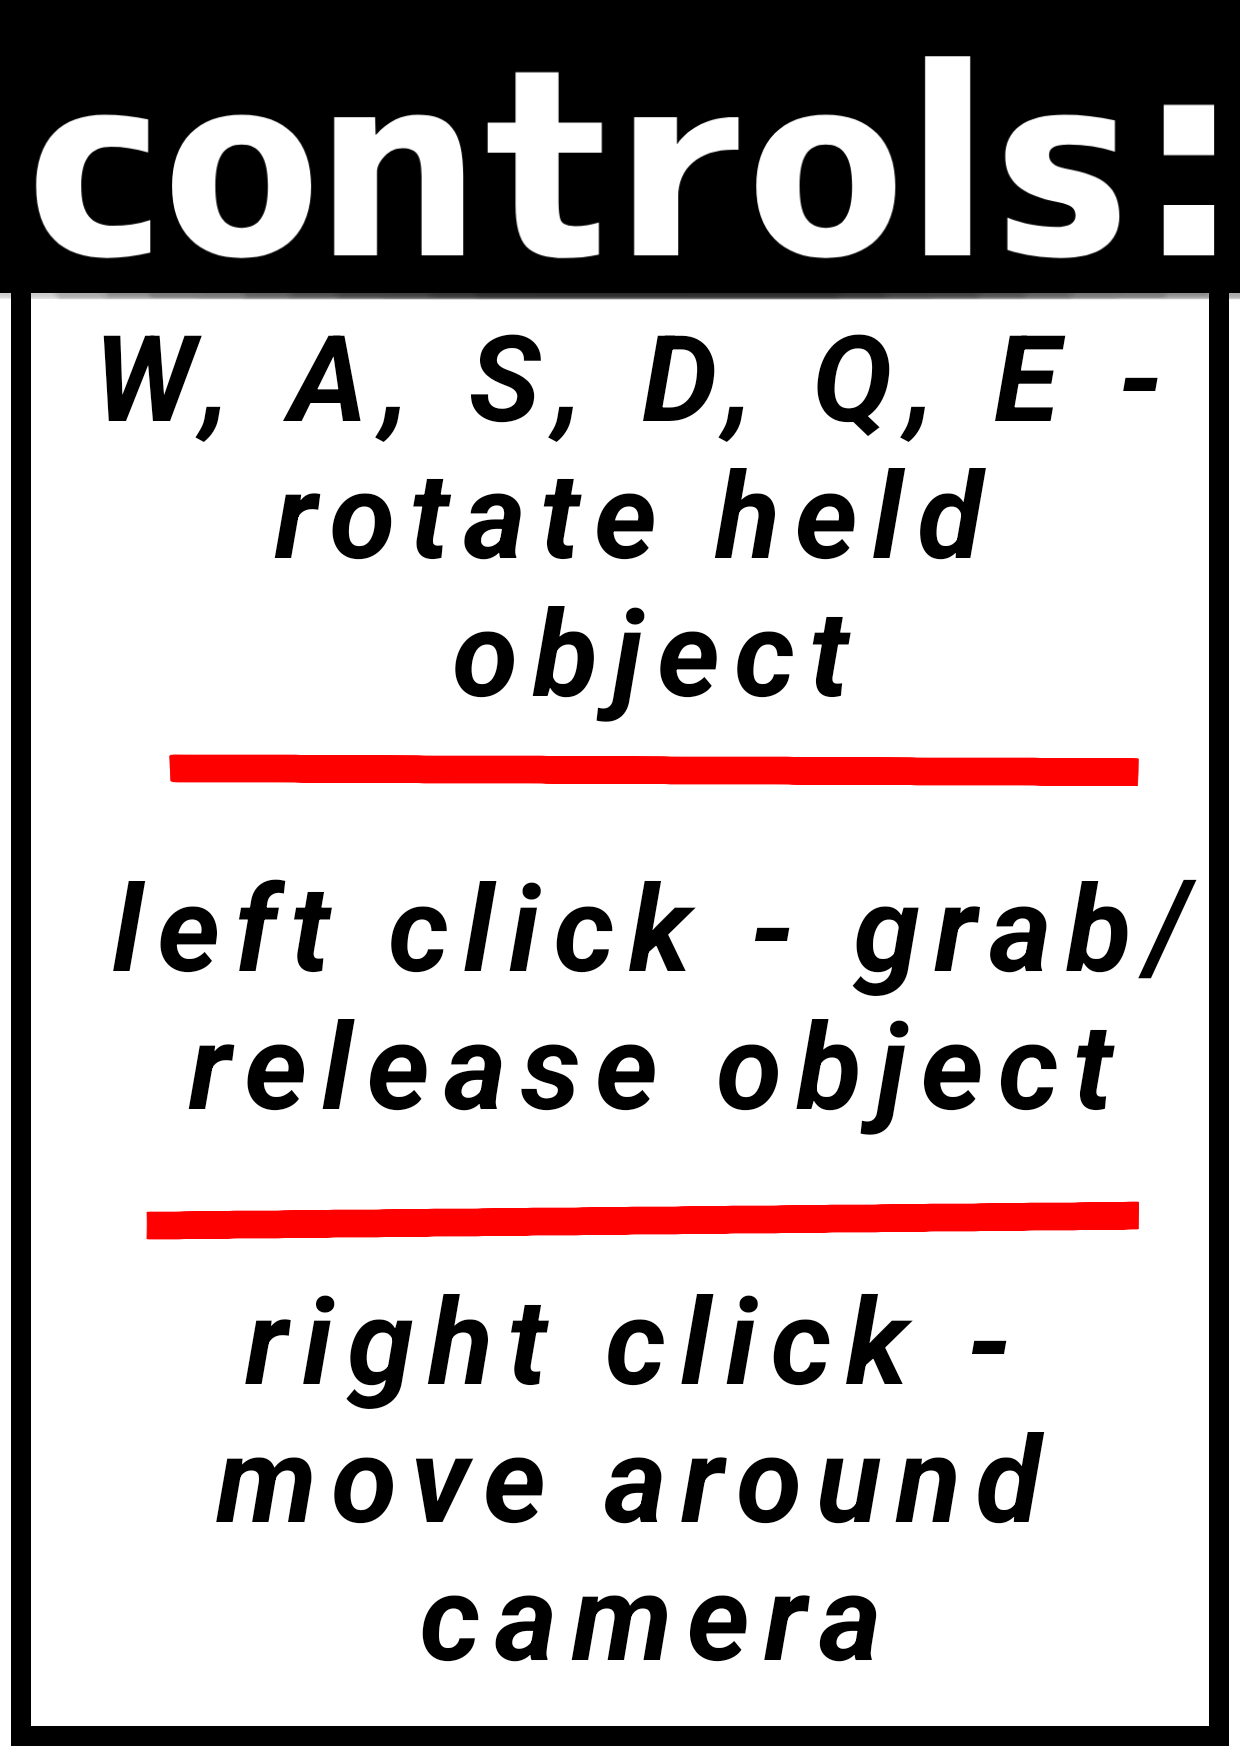 controls:
W, A, S, D, Q, E -
rotate held
object
left click - grab/
release object
right click -
move around
camera